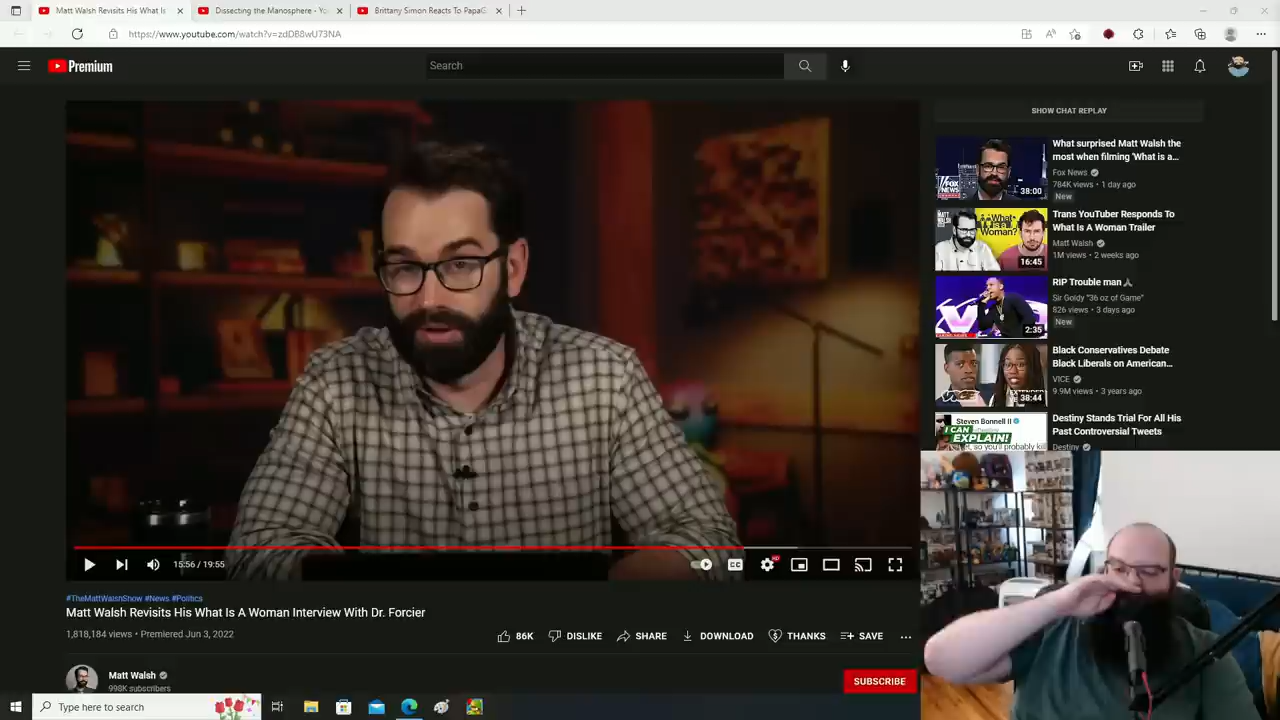 Matt Walsh Revisits His What Is
Dissecting the Manosphere - Yo
Brittany Simon Reacts To PapaG
https://www.youtube.com/watch?v=zdDB8wU73NA
Premium
Search
SHOW CHAT REPLAY
What surprised Matt Walsh the
most when filming 'What is a...
Fox News
784K views • 1 day ago
New
38:00
Trans YouTuber Responds To
What Is A Woman Trailer
Matt Walsh
1M views • 2 weeks ago
16:45
RIP Trouble man
Sir Goldy "36 oz of Game"
826 views • 3 days ago
New
2:35
Black Conservatives Debate
Black Liberals on American...
VICE
9.9M views • 3 years ago
38:44
Destiny Stands Trial For All His
Past Controversial Tweets
Destiny
Steven Bonnell II
I CAN
EXPLAIN!
15:56 / 19:55
CC
HD
#TheMattWalshShow #News #Politics
Matt Walsh Revisits His What Is A Woman Interview With Dr. Forcier
1,818,184 views • Premiered Jun 3, 2022
86K
DISLIKE
SHARE
DOWNLOAD
THANKS
SAVE
Matt Walsh
998K subscribers
SUBSCRIBE
Type here to search